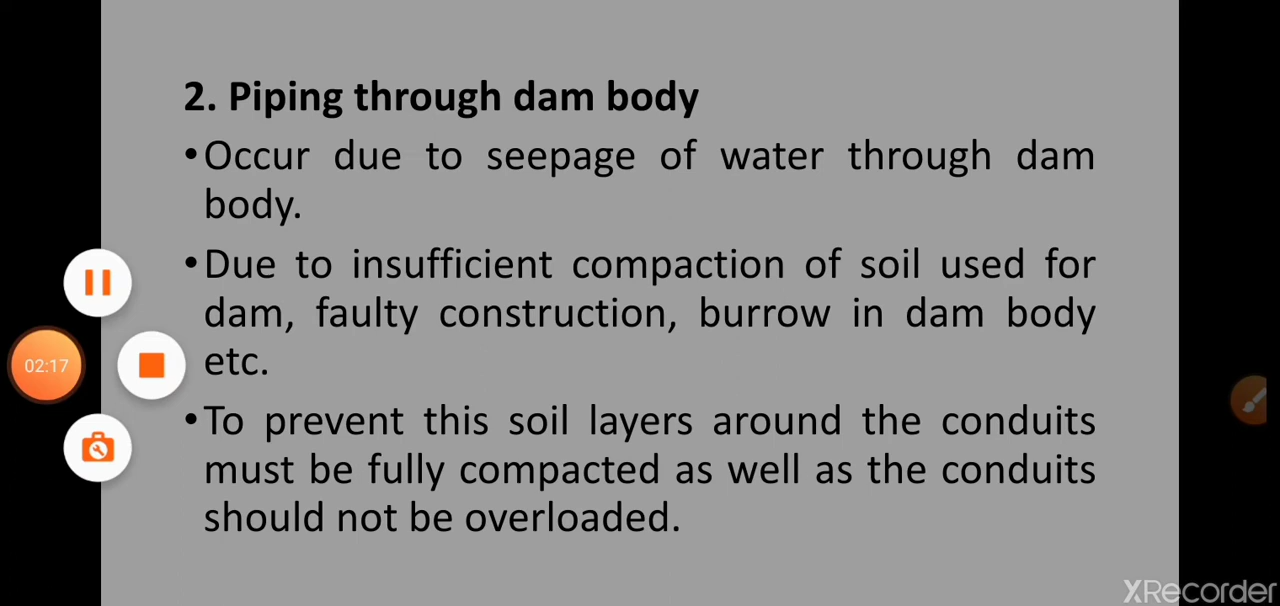 2. Piping through dam body
•Occur due to seepage of water through dam
body.
•Due to insufficient compaction of soil used for
dam, faulty construction, burrow in dam body
etc.
•To prevent this soil layers around the conduits
must be fully compacted as well as the conduits
should not be overloaded.
02:17
XRecorder